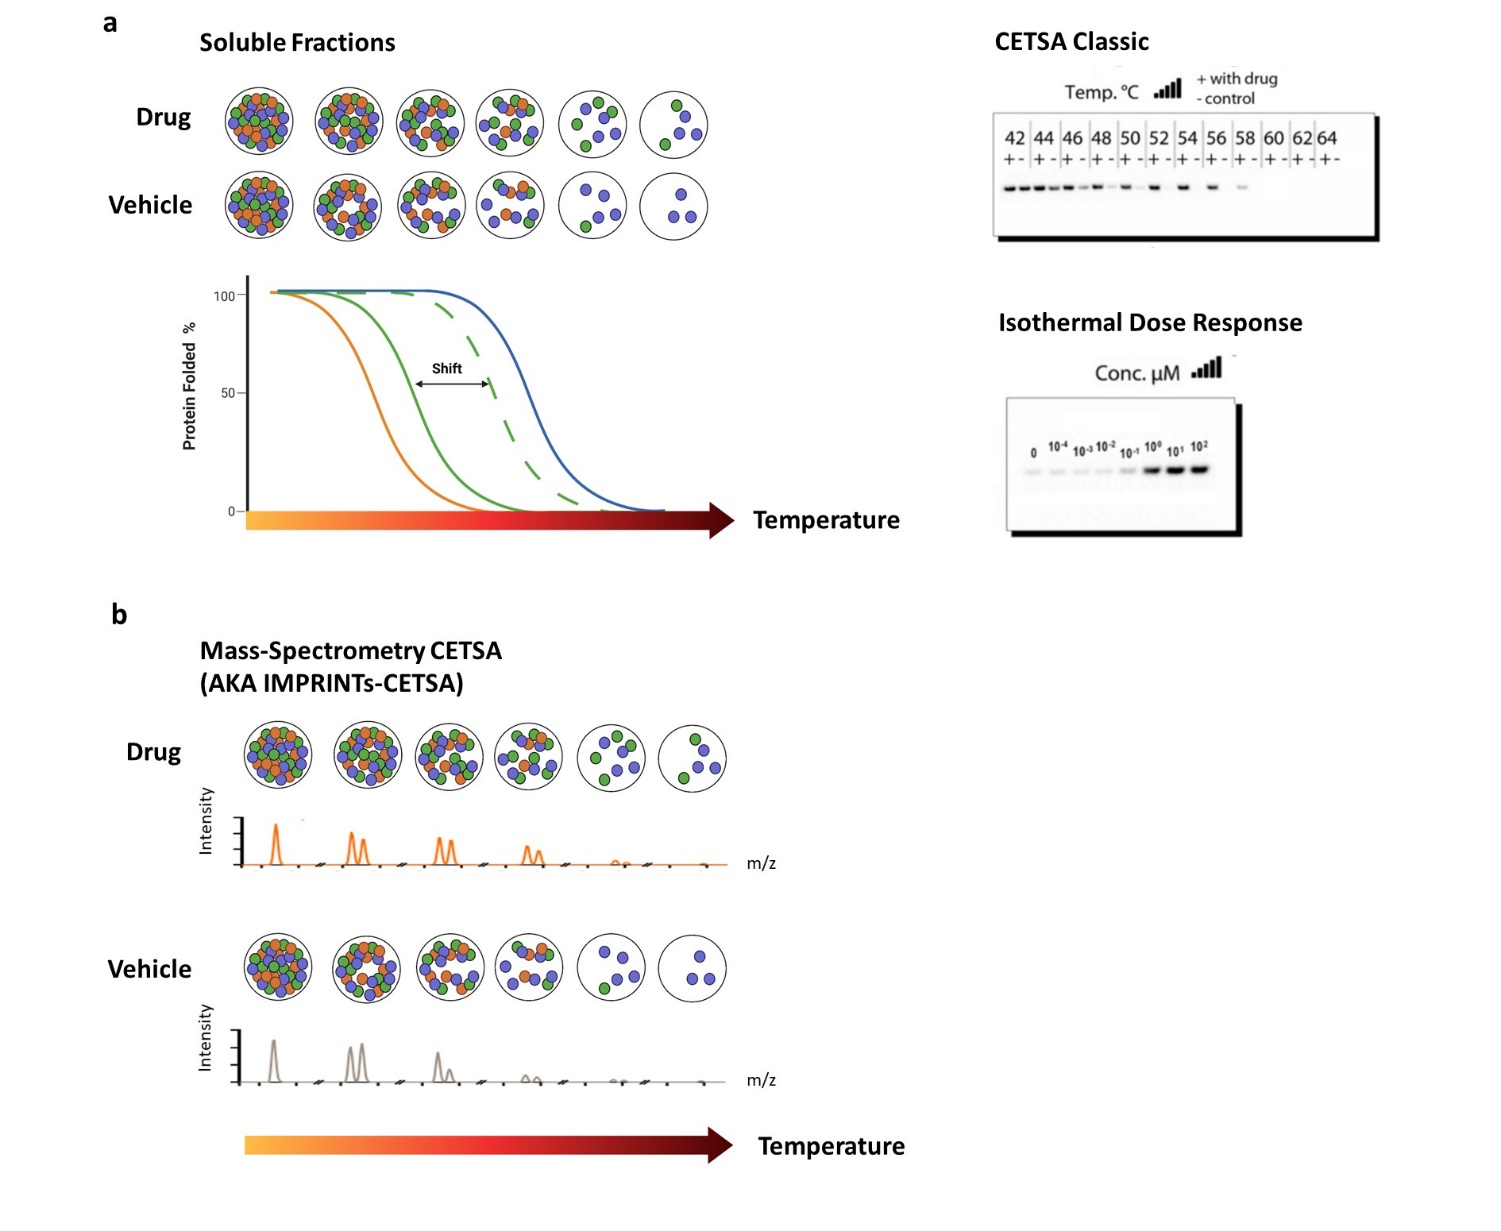 a
Soluble Fractions
Drug
Vehicle
100
50
0
Protein Folded %
Shift
Temperature
CETSA Classic
Temp. °C
+ with drug
- control
42 44 46 48 50 52 54 56 58 60 62 64
+ - + - + - + - + - + - + - + - + - + - + - + -
Isothermal Dose Response
Conc. µM
0 10⁻⁴ 10⁻³ 10⁻² 10⁻¹ 10⁰ 10¹ 10²
b
Mass-Spectrometry CETSA
(AKA IMPRINTs-CETSA)
Drug
Intensity
m/z
Vehicle
Intensity
m/z
Temperature